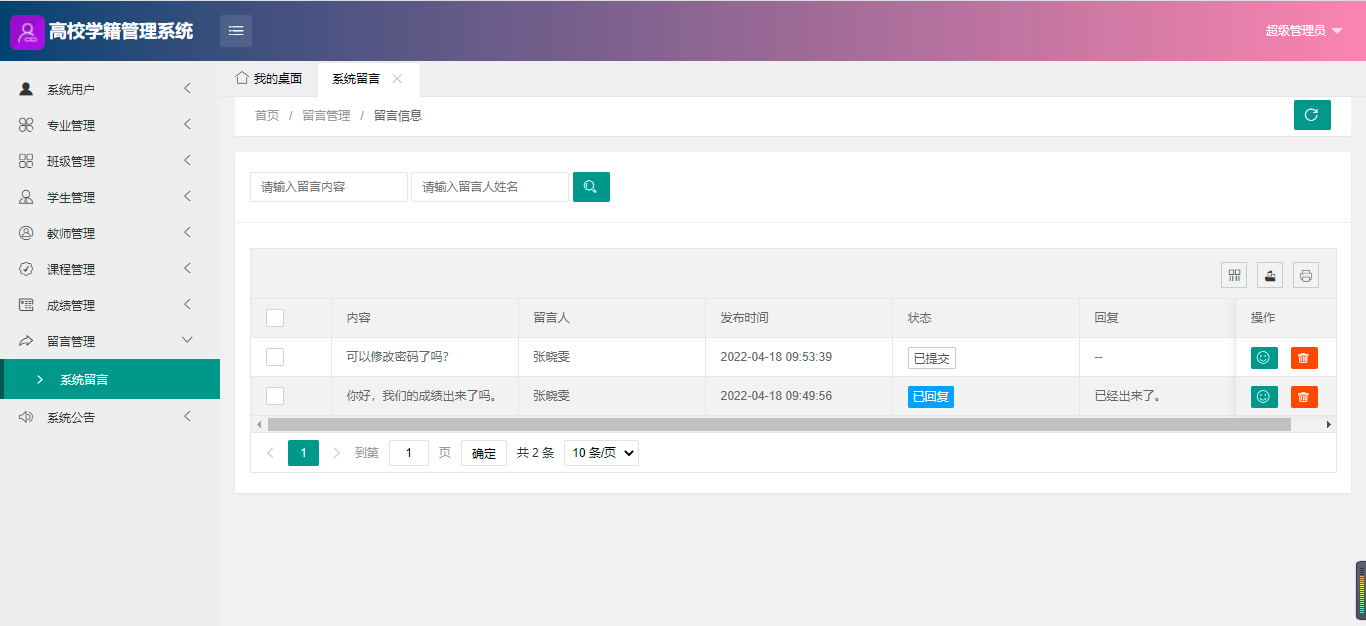 高校学籍管理系统
超级管理员
系统用户
专业管理
班级管理
学生管理
教师管理
课程管理
成绩管理
留言管理
系统留言
系统公告
我的桌面 系统留言
首页 / 留言管理 / 留言信息
请输入留言内容 请输入留言人姓名
内容 留言人 发布时间 状态 回复 操作
可以修改密码了吗? 张晓雯 2022-04-18 09:53:39 已提交 --
你好，我们的成绩出来了吗。 张晓雯 2022-04-18 09:49:56 已回复 已经出来了。
1 到第 1 页 确定 共 2 条 10 条/页